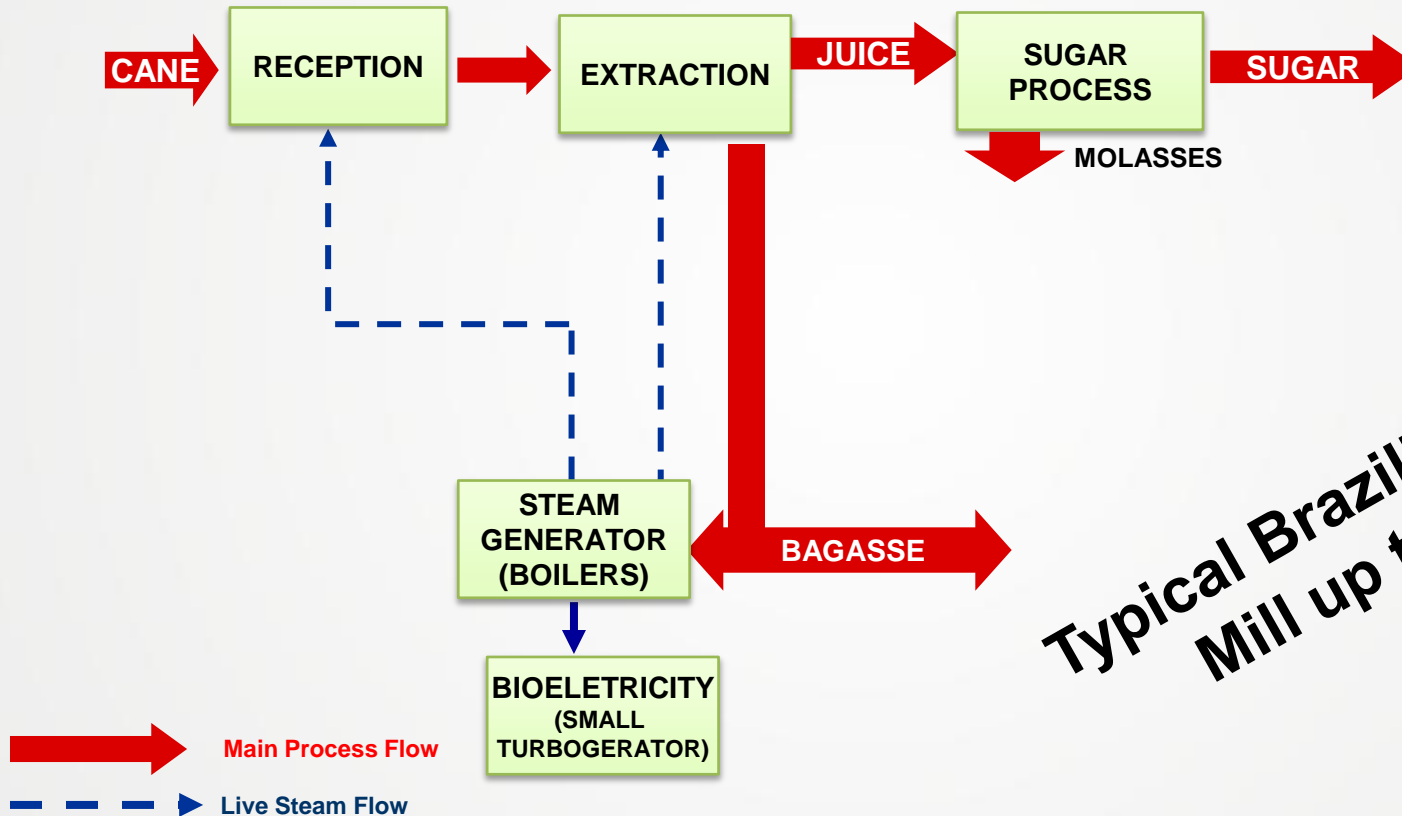 CANE
RECEPTION
EXTRACTION
JUICE
SUGAR
PROCESS
SUGAR
MOLASSES
STEAM
GENERATOR
(BOILERS)
BAGASSE
BIOELETRICITY
(SMALL
TURBOGERATOR)
Typical
Mill up
Main Process Flow
Live Steam Flow